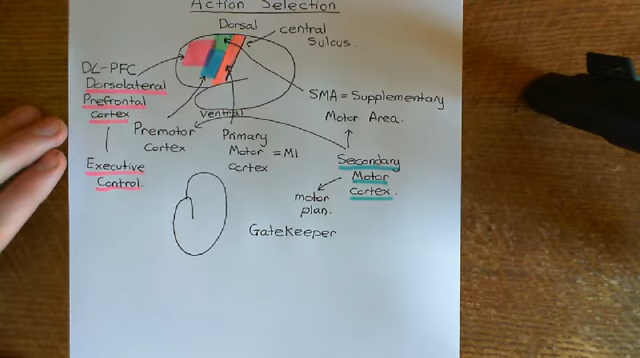 Action Selection
Dorsal
central
Sulcus.
DL-PFC
Dorsolateral
Prefrontal
Cortex
Executive
Control.
Ventral
Premotor
Cortex
Primary
Motor = M1
Cortex
SMA = Supplementary
Motor Area.
Secondary
Motor
Cortex.
motor
plan.
Gatekeeper